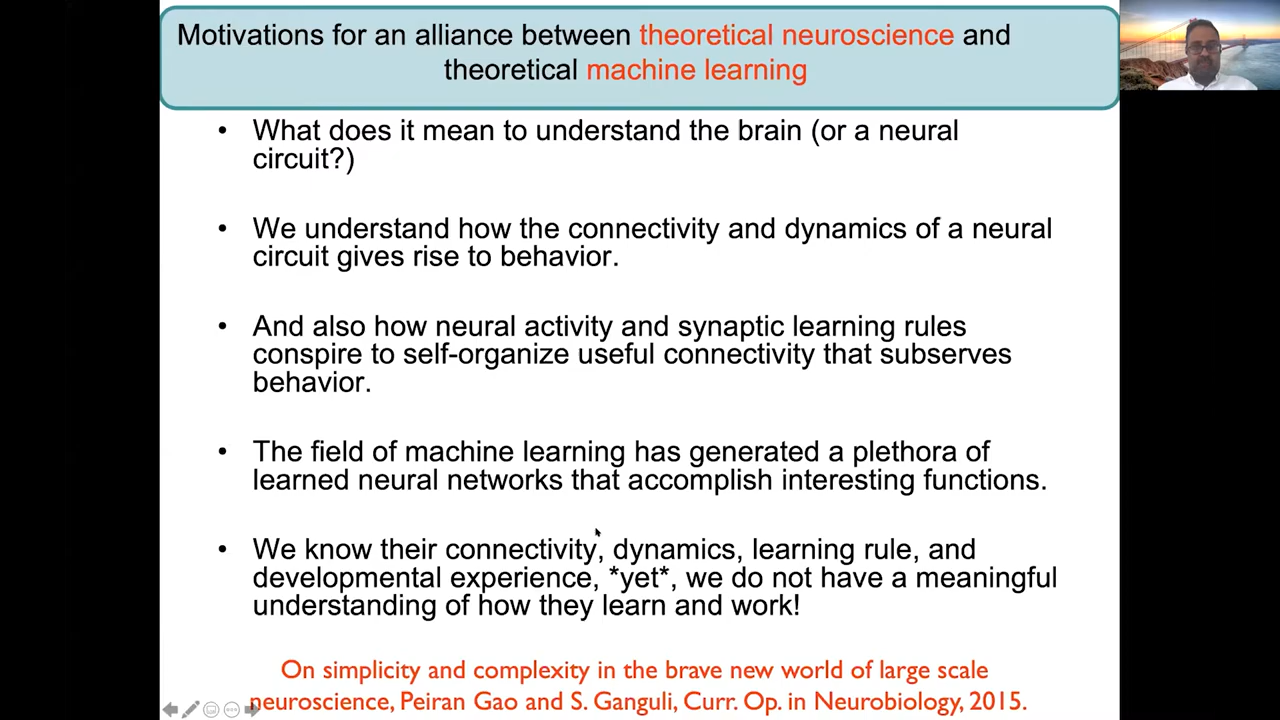 Motivations for an alliance between theoretical neuroscience and
theoretical machine learning
• What does it mean to understand the brain (or a neural
circuit?)
• We understand how the connectivity and dynamics of a neural
circuit gives rise to behavior.
• And also how neural activity and synaptic learning rules
conspire to self-organize useful connectivity that subserves
behavior.
• The field of machine learning has generated a plethora of
learned neural networks that accomplish interesting functions.
• We know their connectivity, dynamics, learning rule, and
developmental experience, *yet*, we do not have a meaningful
understanding of how they learn and work!
On simplicity and complexity in the brave new world of large scale
neuroscience, Peiran Gao and S. Ganguli, Curr. Op. in Neurobiology, 2015.